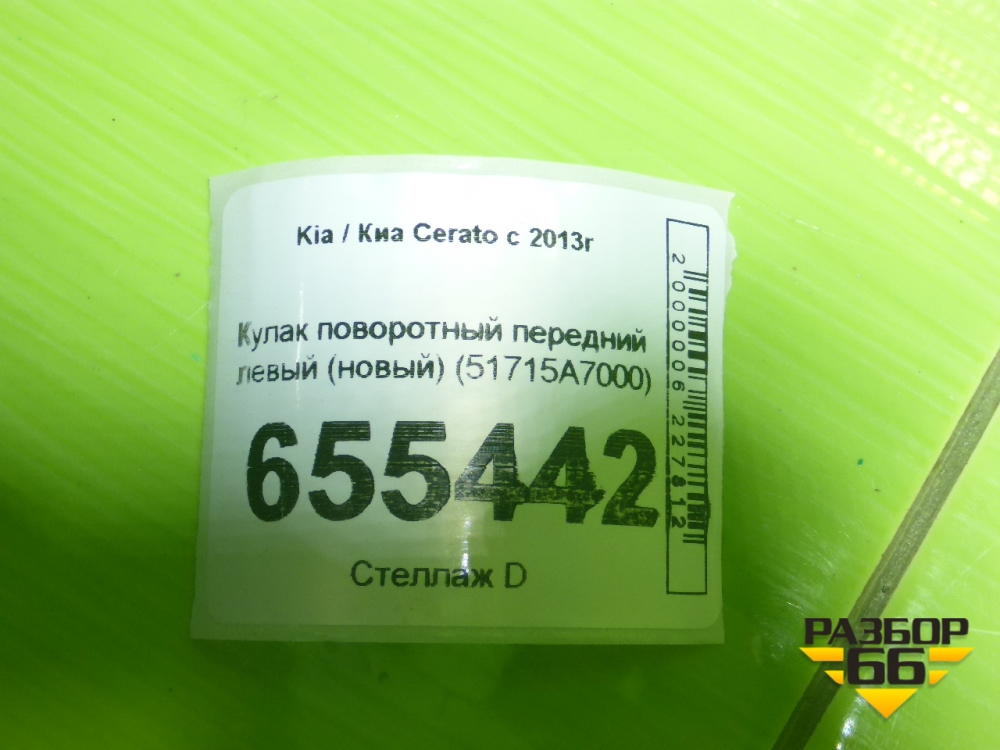 Kia / Киа Cerato с 2013г
Кулак поворотный передний
левый (новый) (51715A7000)
655442
Стеллаж D
2000006227812
РАЗБОР
66